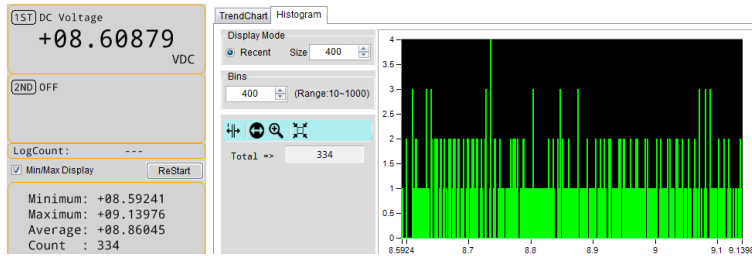 1ST DC Voltage
+08.60879
VDC
2ND OFF
LogCount: ---
Min/Max Display ReStart
Minimum: +08.59241
Maximum: +09.13976
Average: +08.86045
Count : 334
TrendChart Histogram
Display Mode
Recent Size 400
Bins
400 (Range:10~1000)
Total => 334
4
3.5
3
2.5
2
1.5
1
0.5
0
8.5924 8.7 8.8 8.9 9 9.1 9.1398